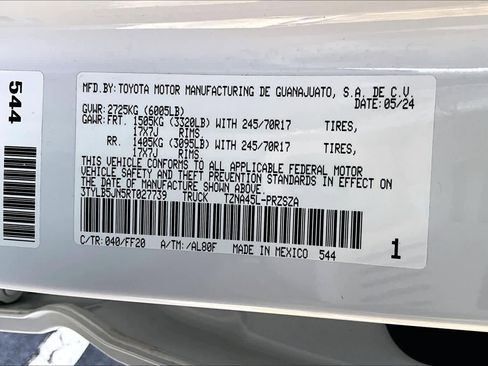 544
MFD.BY: TOYOTA MOTOR MANUFACTURING DE GUANAJUATO, S.A. DE C.V.
DATE 05/24
GVWR: 2725KG (6005LB)
GAWR: FRT. 1505KG (3320LB) WITH 245/70R17 TIRES,
17X7J RIMS
RR. 1405KG (3095LB) WITH 245/70R17 TIRES,
17X7J RIMS
THIS VEHICLE CONFORMS TO ALL APPLICABLE FEDERAL MOTOR
VEHICLE SAFETY AND THEFT PREVENTION STANDARDS IN EFFECT
ON THE DATE OF MANUFACTURE SHOWN ABOVE.
3TYLB5JN5RT027739 TRUCK TZNA45L-PRZSZA
C/TR: 040/FF20 A/TM: /AL80F MADE IN MEXICO 544
1